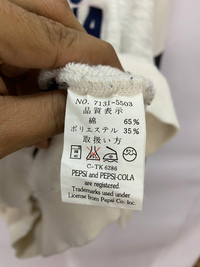 NO. 7131-5503
品質表示
綿 65%
ポリエステル 35%
取扱い方
C-TK 6286
PEPSI and PEPSI-COLA
are registered.
Trademarks used under
License from Pepsi Co; Inc.